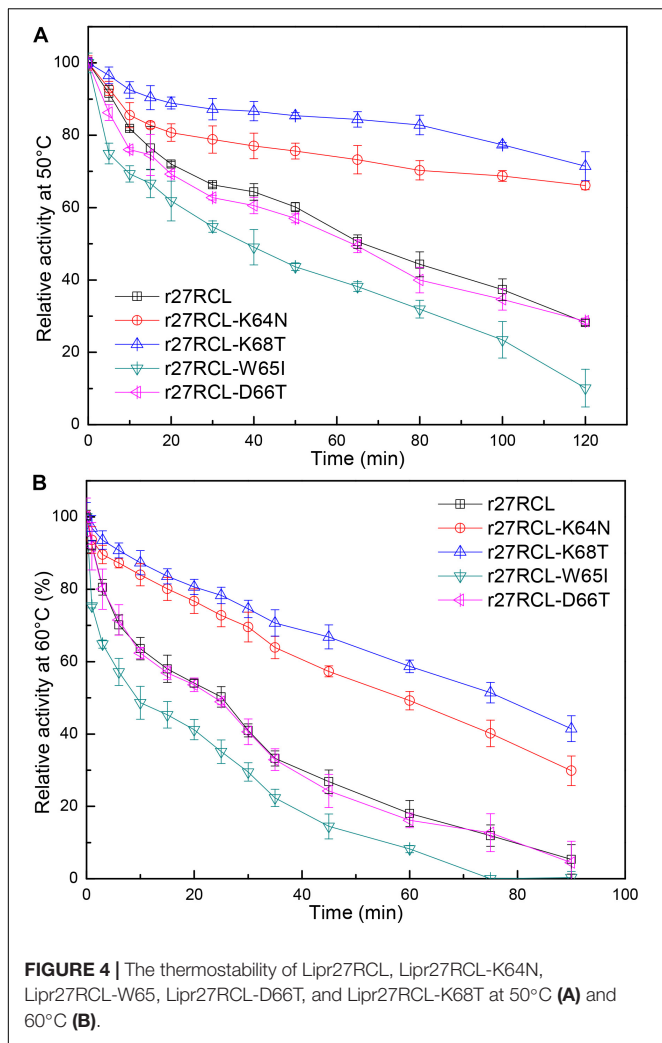 A
Relative activity at 50°C
100
80
60
40
20
0
r27RCL
r27RCL-K64N
r27RCL-K68T
r27RCL-W65I
r27RCL-D66T
0 20 40 60 80 100 120
Time (min)
B
Relative activity at 60°C (%)
100
80
60
40
20
0
r27RCL
r27RCL-K64N
r27RCL-K68T
r27RCL-W65I
r27RCL-D66T
0 20 40 60 80 100
Time (min)
FIGURE 4 | The thermostability of Lipr27RCL, Lipr27RCL-K64N,
Lipr27RCL-W65, Lipr27RCL-D66T, and Lipr27RCL-K68T at 50°C (A) and
60°C (B).